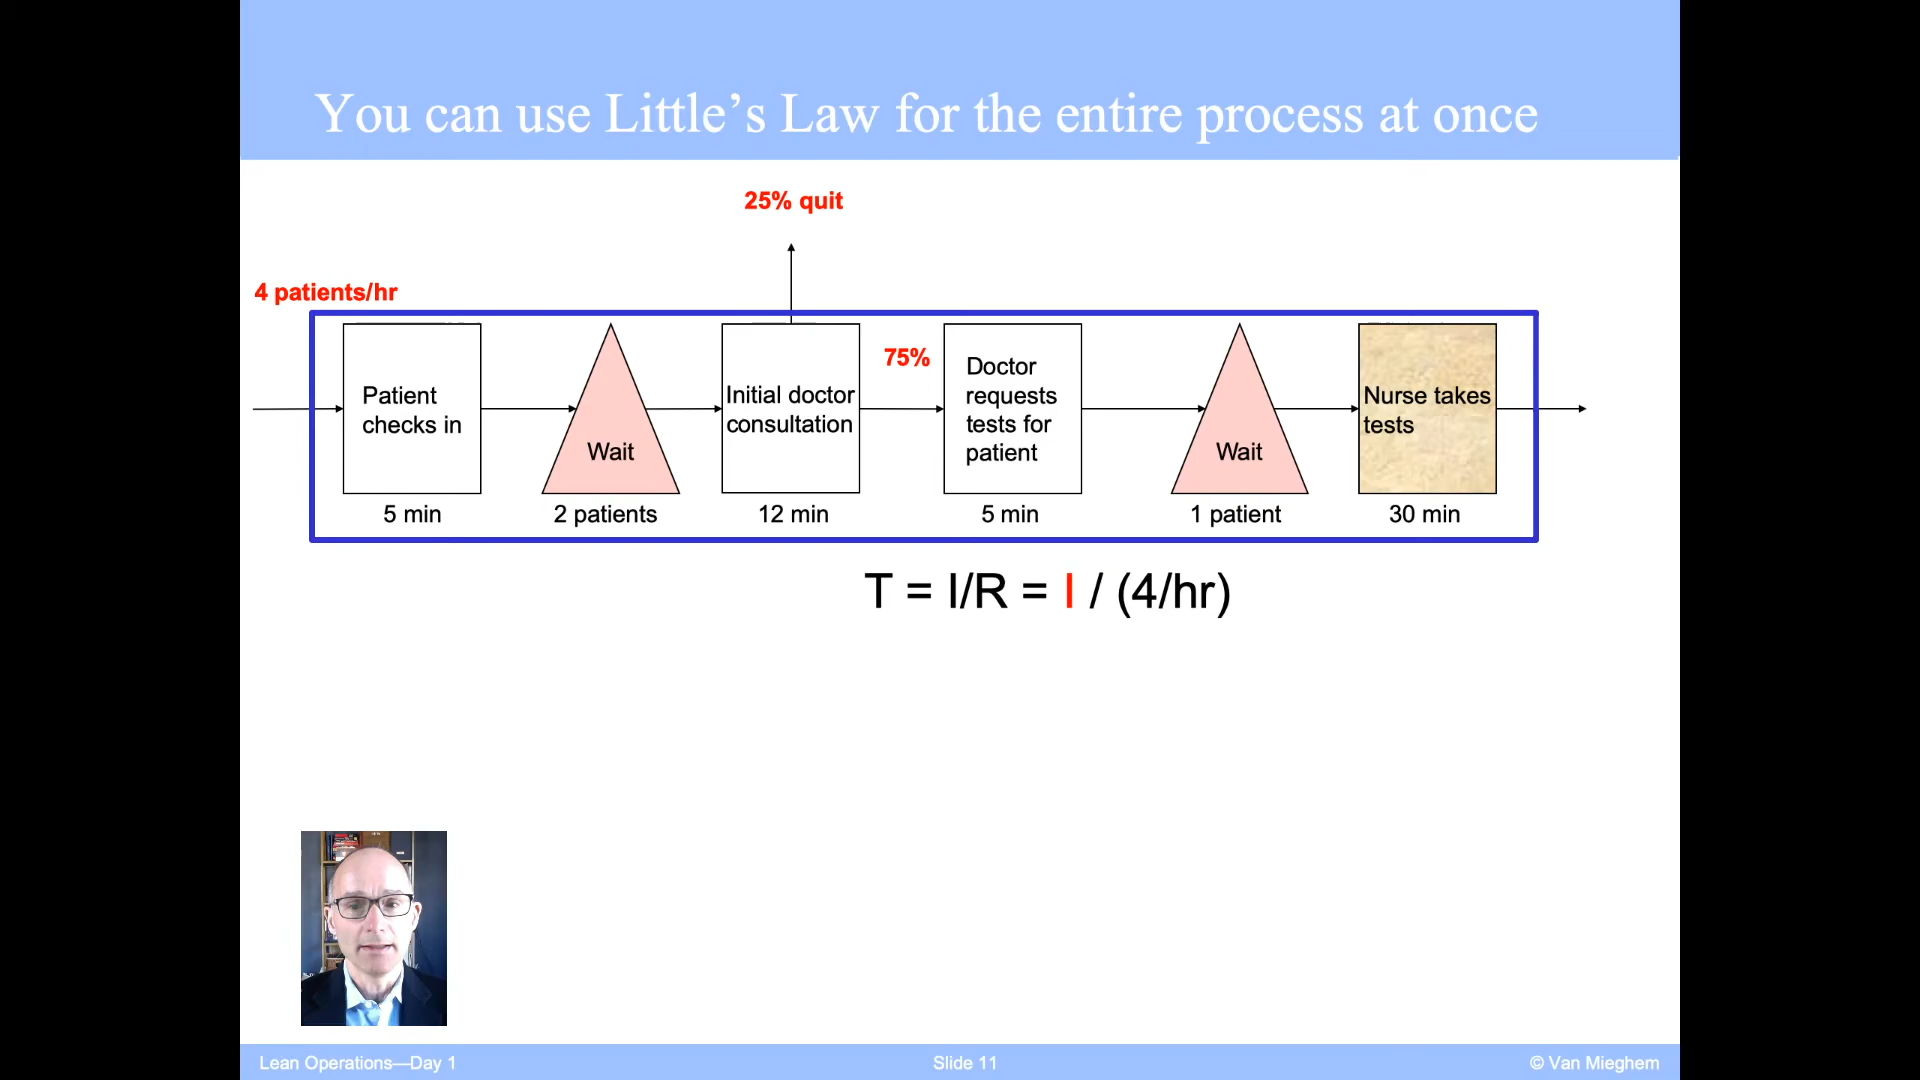 You can use Little’s Law for the entire process at once
25% quit
4 patients/hr
75%
Patient
checks in
Wait
Initial doctor
consultation
Doctor
requests
tests for
patient
Wait
Nurse takes
tests
5 min
2 patients
12 min
5 min
1 patient
30 min
T = I/R = I / (4/hr)
Lean Operations—Day 1
Slide 11
© Van Mieghem